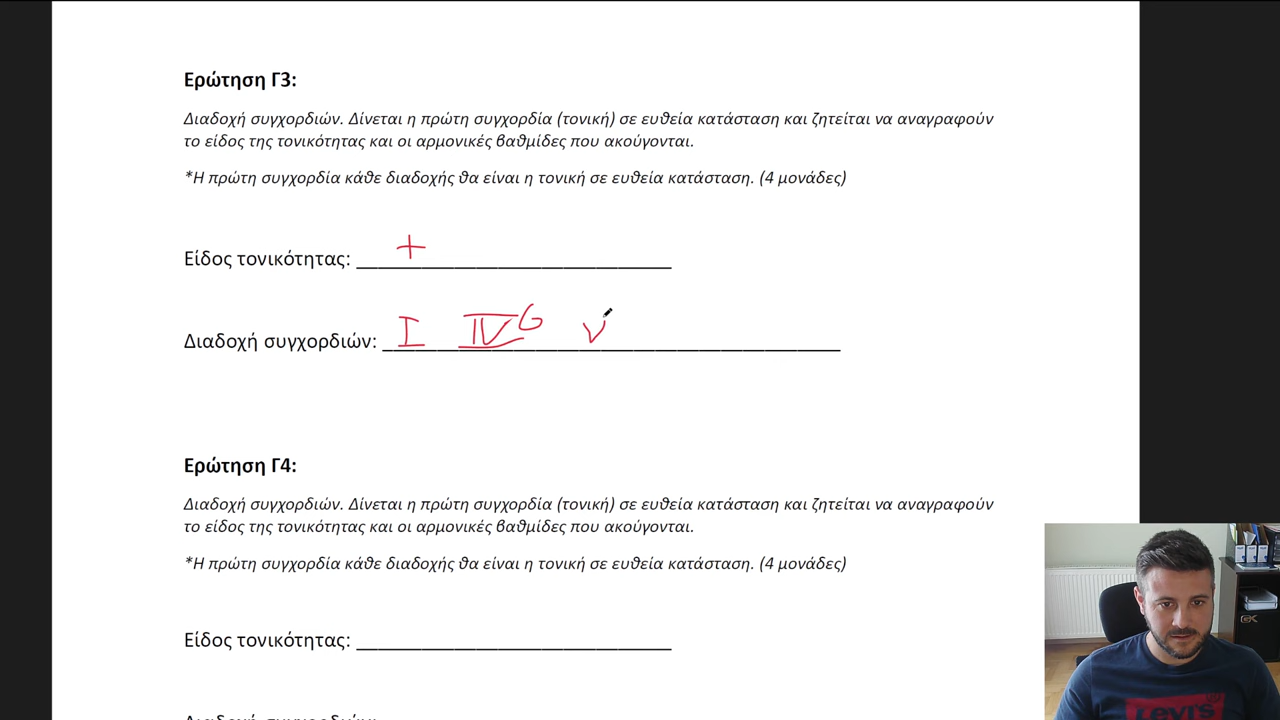 Ερώτηση Γ3:
Διαδοχή συγχορδιών. Δίνεται η πρώτη συγχορδία (τονική) σε ευθεία κατάσταση και ζητείται να αναγραφούν
το είδος της τονικότητας και οι αρμονικές βαθμίδες που ακούγονται.
*Η πρώτη συγχορδία κάθε διαδοχής θα είναι η τονική σε ευθεία κατάσταση. (4 μονάδες)
Είδος τονικότητας: +
Διαδοχή συγχορδιών: I IV6 V
Ερώτηση Γ4:
Διαδοχή συγχορδιών. Δίνεται η πρώτη συγχορδία (τονική) σε ευθεία κατάσταση και ζητείται να αναγραφούν
το είδος της τονικότητας και οι αρμονικές βαθμίδες που ακούγονται.
*Η πρώτη συγχορδία κάθε διαδοχής θα είναι η τονική σε ευθεία κατάσταση. (4 μονάδες)
Είδος τονικότητας:
Levi's